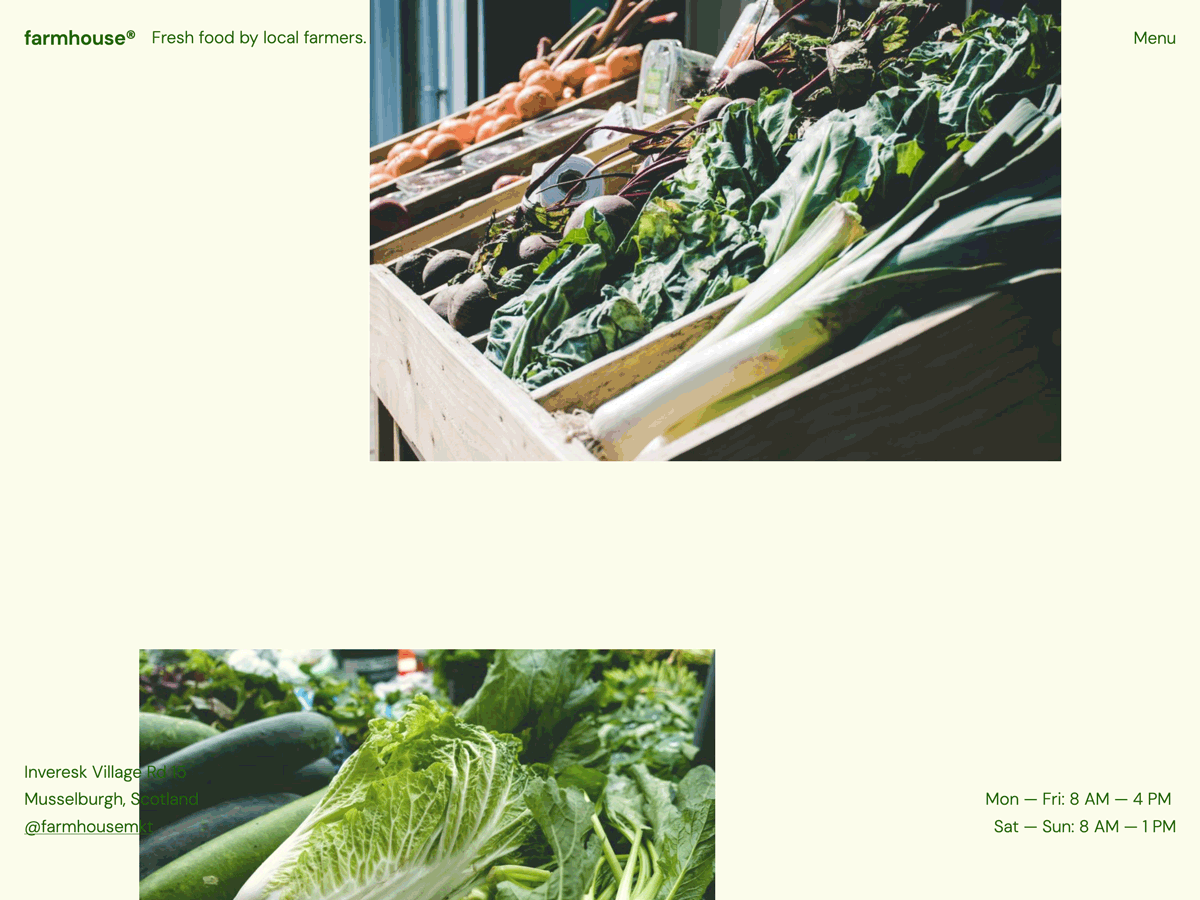 farmhouse® Fresh food by local farmers.
Menu
Inveresk Village Rd 16
Musselburgh, Scotland
@farmhousemkt
Mon — Fri: 8 AM — 4 PM
Sat — Sun: 8 AM — 1 PM